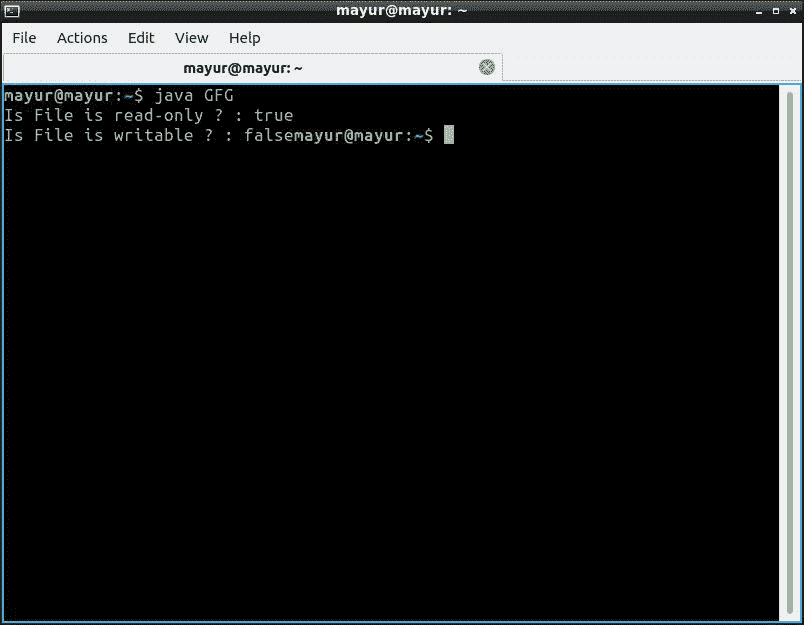 mayur@mayur: ~
File Actions Edit View Help
mayur@mayur: ~
mayur@mayur:~$ java GFG
Is File is read-only ? : true
Is File is writable ? : falsemayur@mayur:~$